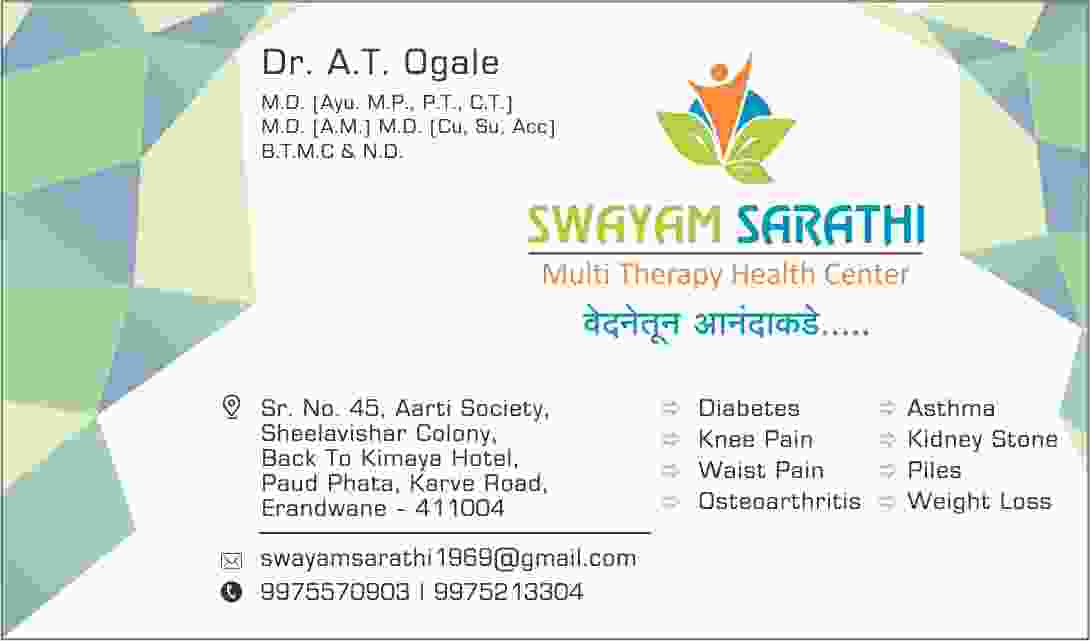 Dr. A.T. Ogale
M.D. [Ayu. M.P., P.T., C.T.]
M.D. [A.M.] M.D. [Cu, Su, Acc]
B.T.M.C & N.D.
SWAYAM SARATHI
Multi Therapy Health Center
वेदनेतून आनंदाकडे.....
Sr. No. 45, Aarti Society,
Sheelavishar Colony,
Back To Kimaya Hotel,
Paud Phata, Karve Road,
Erandwane - 411004
swayamsarathi1969@gmail.com
9975570903 | 9975213304
Diabetes
Knee Pain
Waist Pain
Osteoarthritis
Asthma
Kidney Stone
Piles
Weight Loss